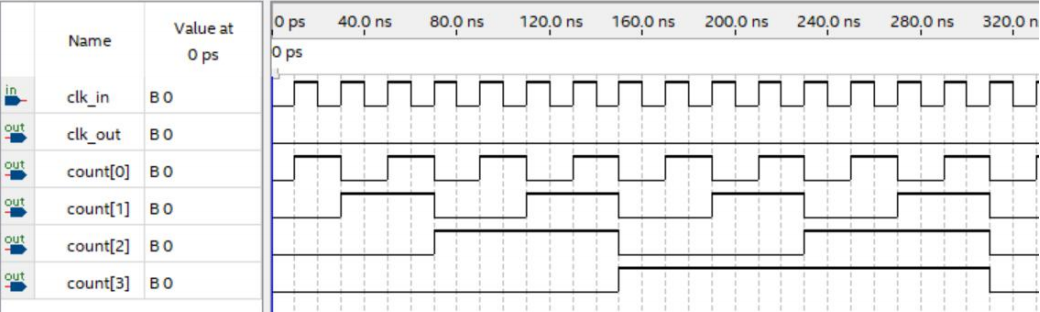 Name Value at 0 ps
0 ps 40.0 ns 80.0 ns 120.0 ns 160.0 ns 200.0 ns 240.0 ns 280.0 ns 320.0 n
0 ps
in clk_in B 0
out clk_out B 0
out count[0] B 0
out count[1] B 0
out count[2] B 0
out count[3] B 0